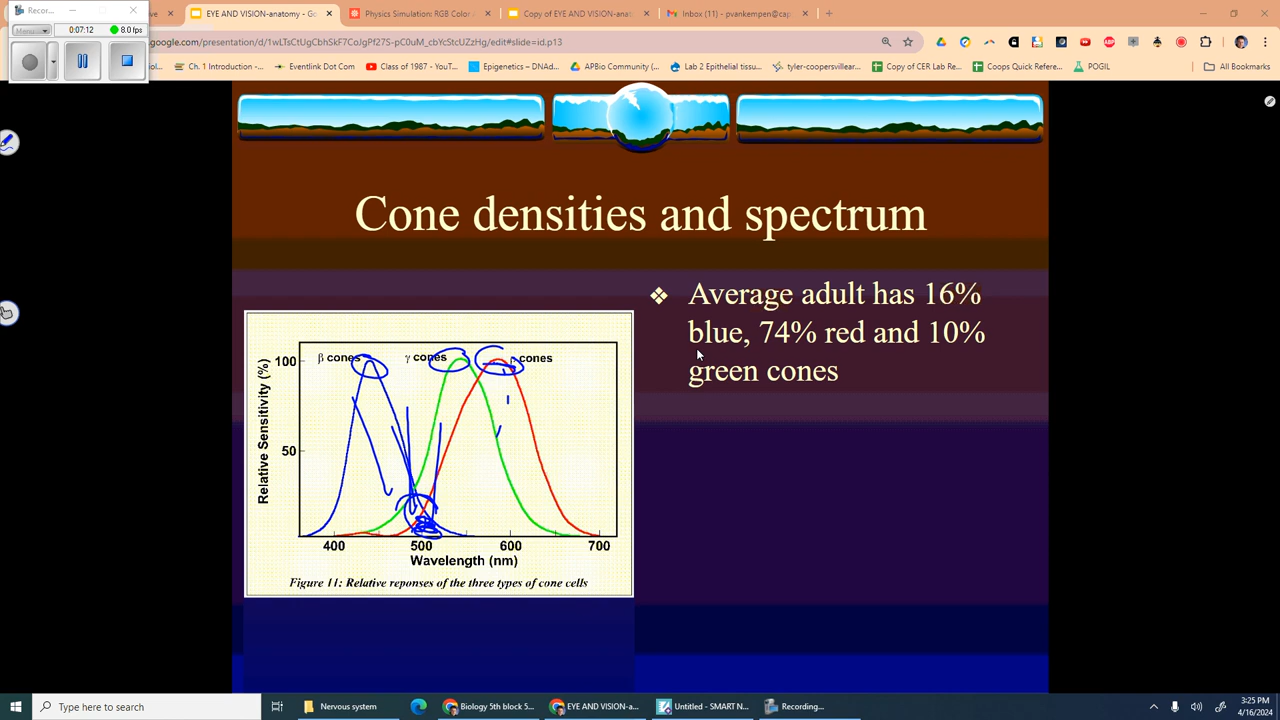 Recor...
Menu
0:07:12
8.0 fps
ive
EYE AND VISION-anatomy - Go
Physics Simulation: RGB Color A
Copy of EYE AND VISION-anat
Inbox (11) - pvankempen@cap
google.com/presentation/d/1wLTsCtUgCbhSkF7CoJgPf27S-pC0uM_cbYcStcUZzHg/edit#slide=id.p13
Ch. 1 Introduction -...
Eventlink Dot Com
Class of 1987 - YouT...
Epigenetics – DNAd...
APBio Community (...
Lab 2 Epithelial tissu...
tyler-coopersvillear...
Copy of CER Lab Re...
Coops Quick Refere...
POGIL
All Bookmarks
Cone densities and spectrum
Average adult has 16%
blue, 74% red and 10%
green cones
β cones
γ cones
cones
Relative Sensitivity (%)
100
50
400
500
600
700
Wavelength (nm)
Figure 11: Relative reponses of the three types of cone cells
Type here to search
Nervous system
Biology 5th block 5...
EYE AND VISION-a...
Untitled - SMART N...
Recording...
3:25 PM
4/16/2024